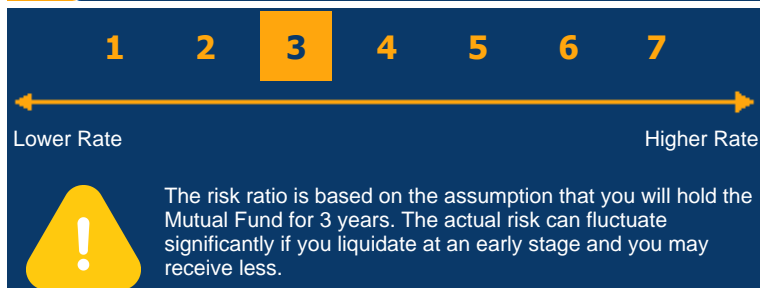 1 2 3 4 5 6 7
Lower Rate Higher Rate
The risk ratio is based on the assumption that you will hold the
Mutual Fund for 3 years. The actual risk can fluctuate
significantly if you liquidate at an early stage and you may
receive less.